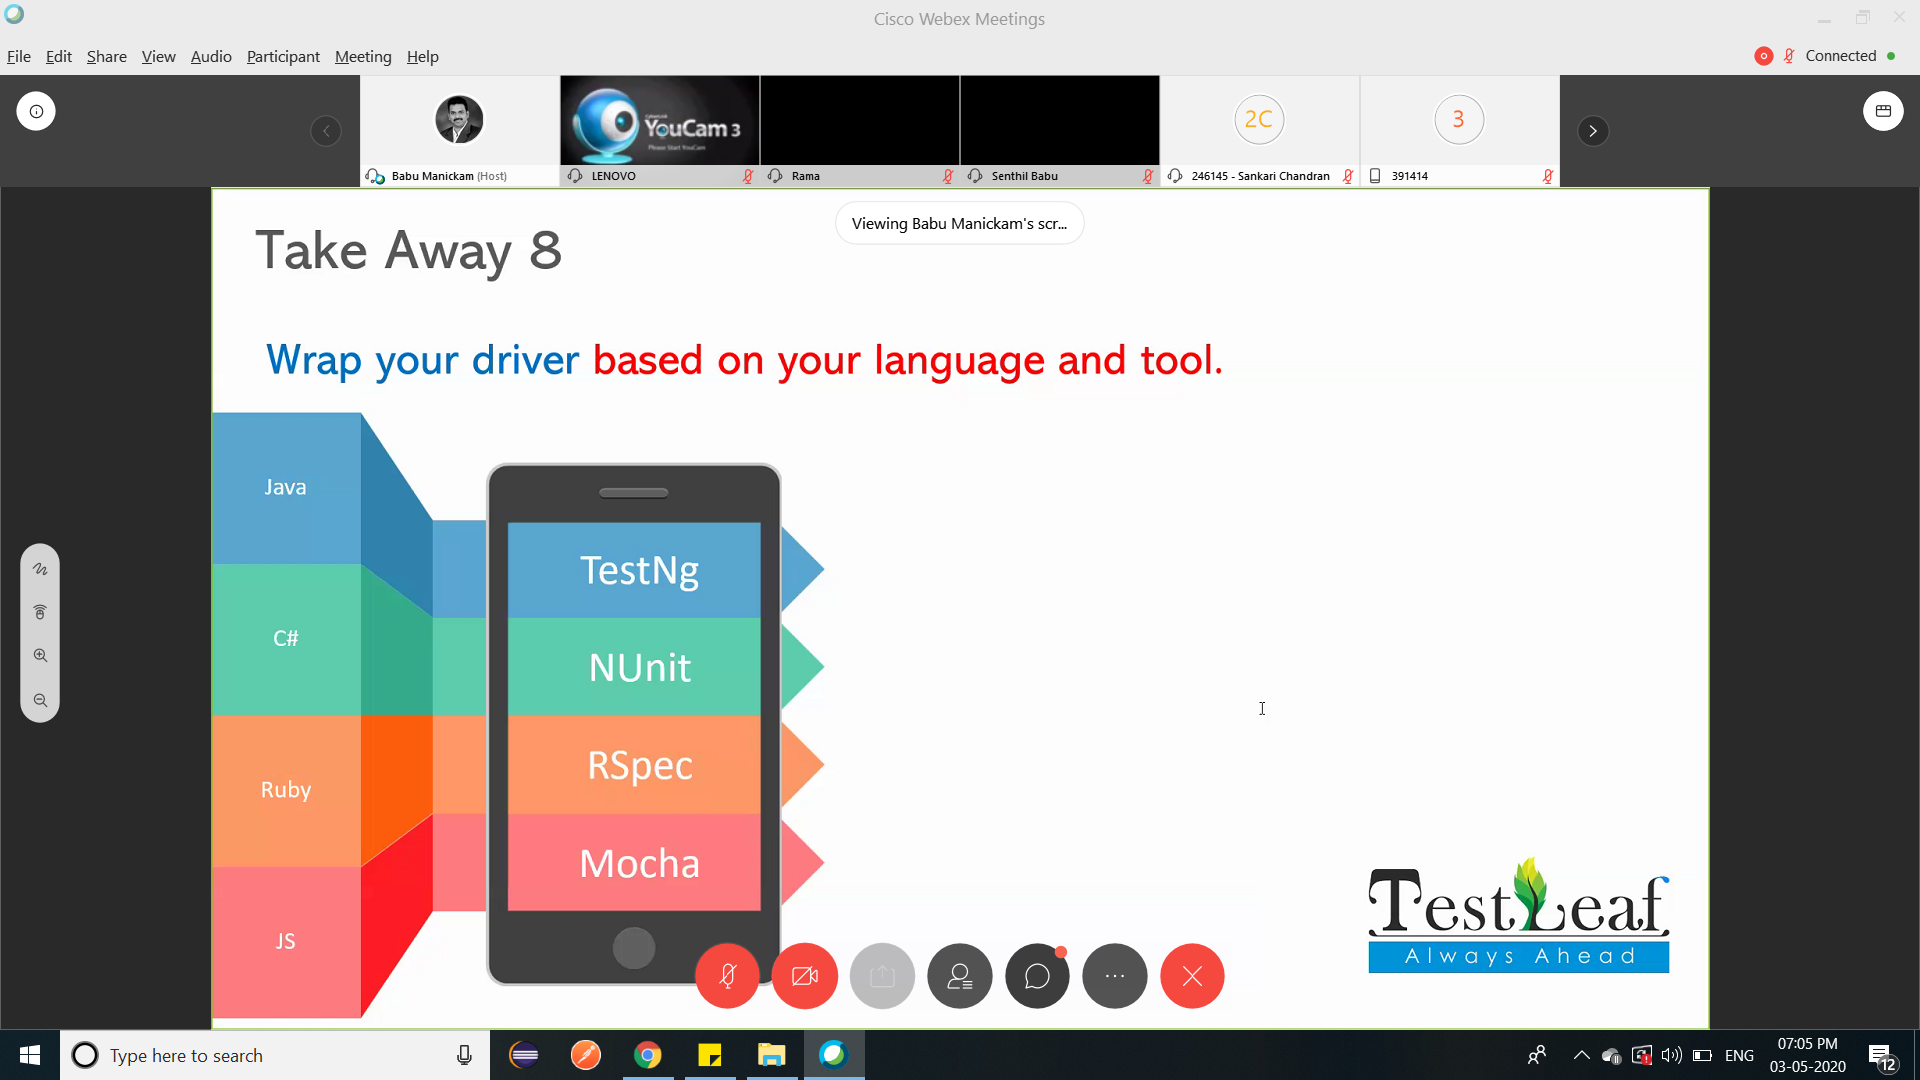 Cisco Webex Meetings
File Edit Share View Audio Participant Meeting Help
Connected
YouCam 3
Please Start YouCam
2C
3
Babu Manickam (Host)
LENOVO
Rama
Senthil Babu
246145 - Sankari Chandran
391414
Viewing Babu Manickam's scr...
Take Away 8
Wrap your driver based on your language and tool.
Java
TestNg
C#
NUnit
Ruby
RSpec
JS
Mocha
TestLeaf
Always Ahead
Type here to search
ENG
07:05 PM
03-05-2020
12